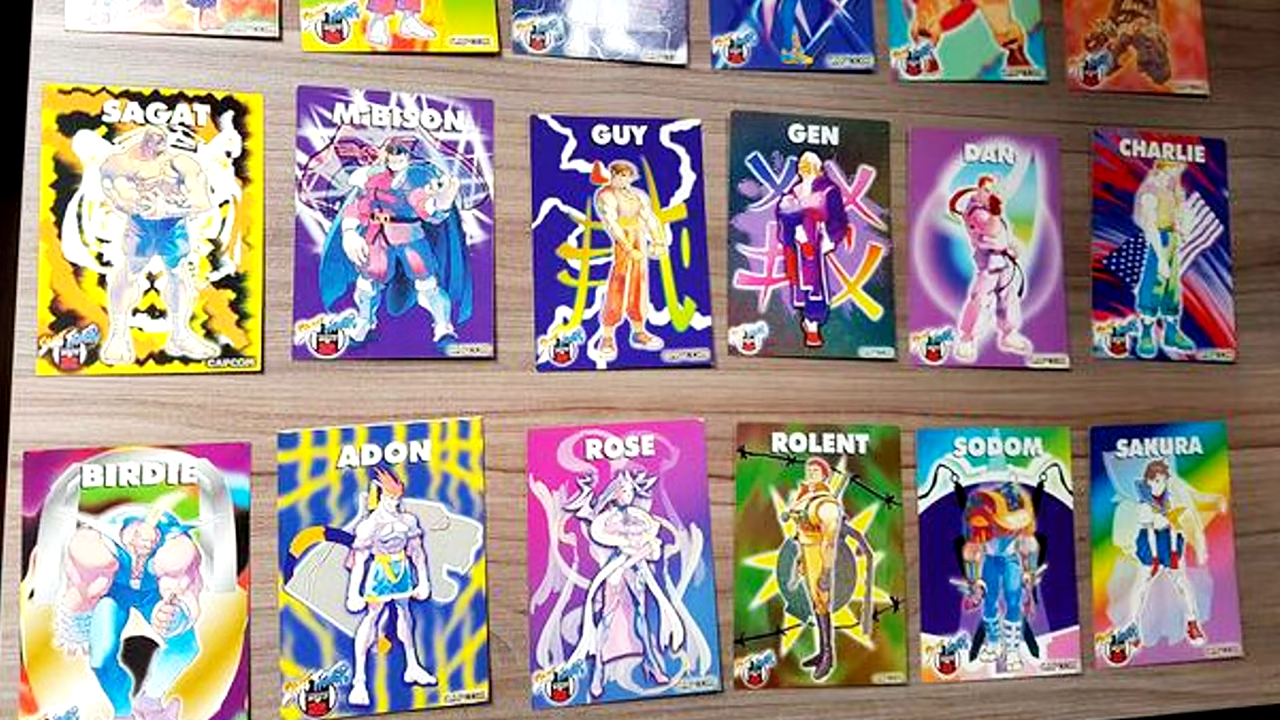 SAGAT
M.BISON
GUY
GEN
DAN
CHARLIE
CAPCOM
BIRDIE
ADON
ROSE
ROLENT
SODOM
SAKURA